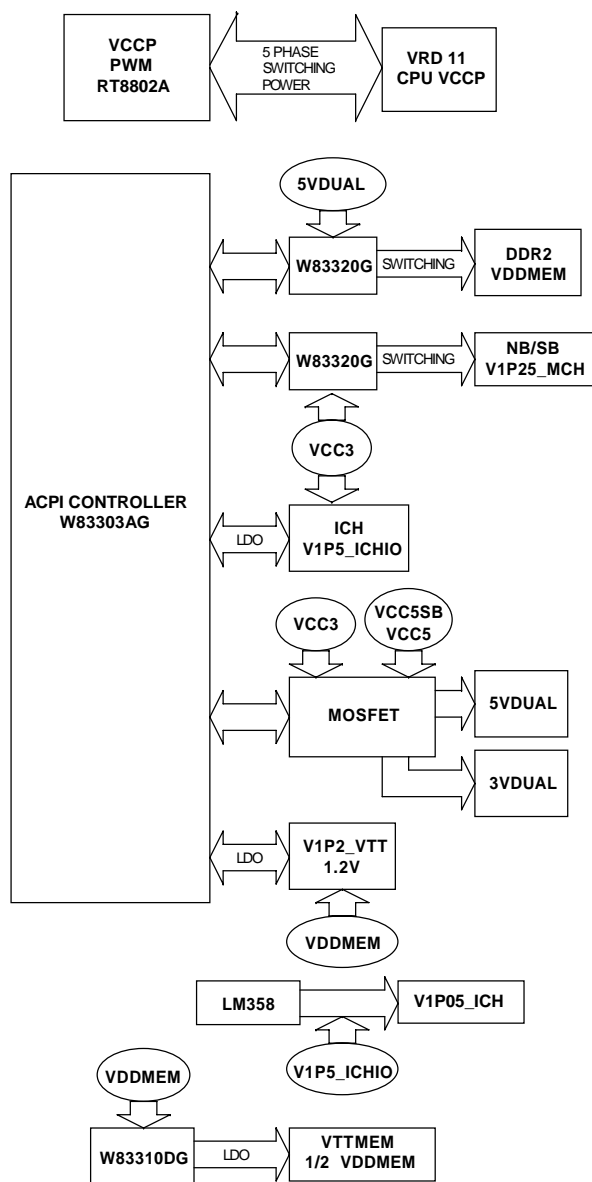 VCCP
PWM
RT8802A
5 PHASE
SWITCHING
POWER
VRD 11
CPU VCCP
5VDUAL
W83320G
SWITCHING
DDR2
VDDMEM
W83320G
SWITCHING
NB/SB
V1P25_MCH
VCC3
ACPI CONTROLLER
W83303AG
LDO
ICH
V1P5_ICHIO
VCC3
VCC5SB
VCC5
MOSFET
5VDUAL
3VDUAL
LDO
V1P2_VTT
1.2V
VDDMEM
LM358
V1P05_ICH
V1P5_ICHIO
VDDMEM
W83310DG
LDO
VTTMEM
1/2 VDDMEM